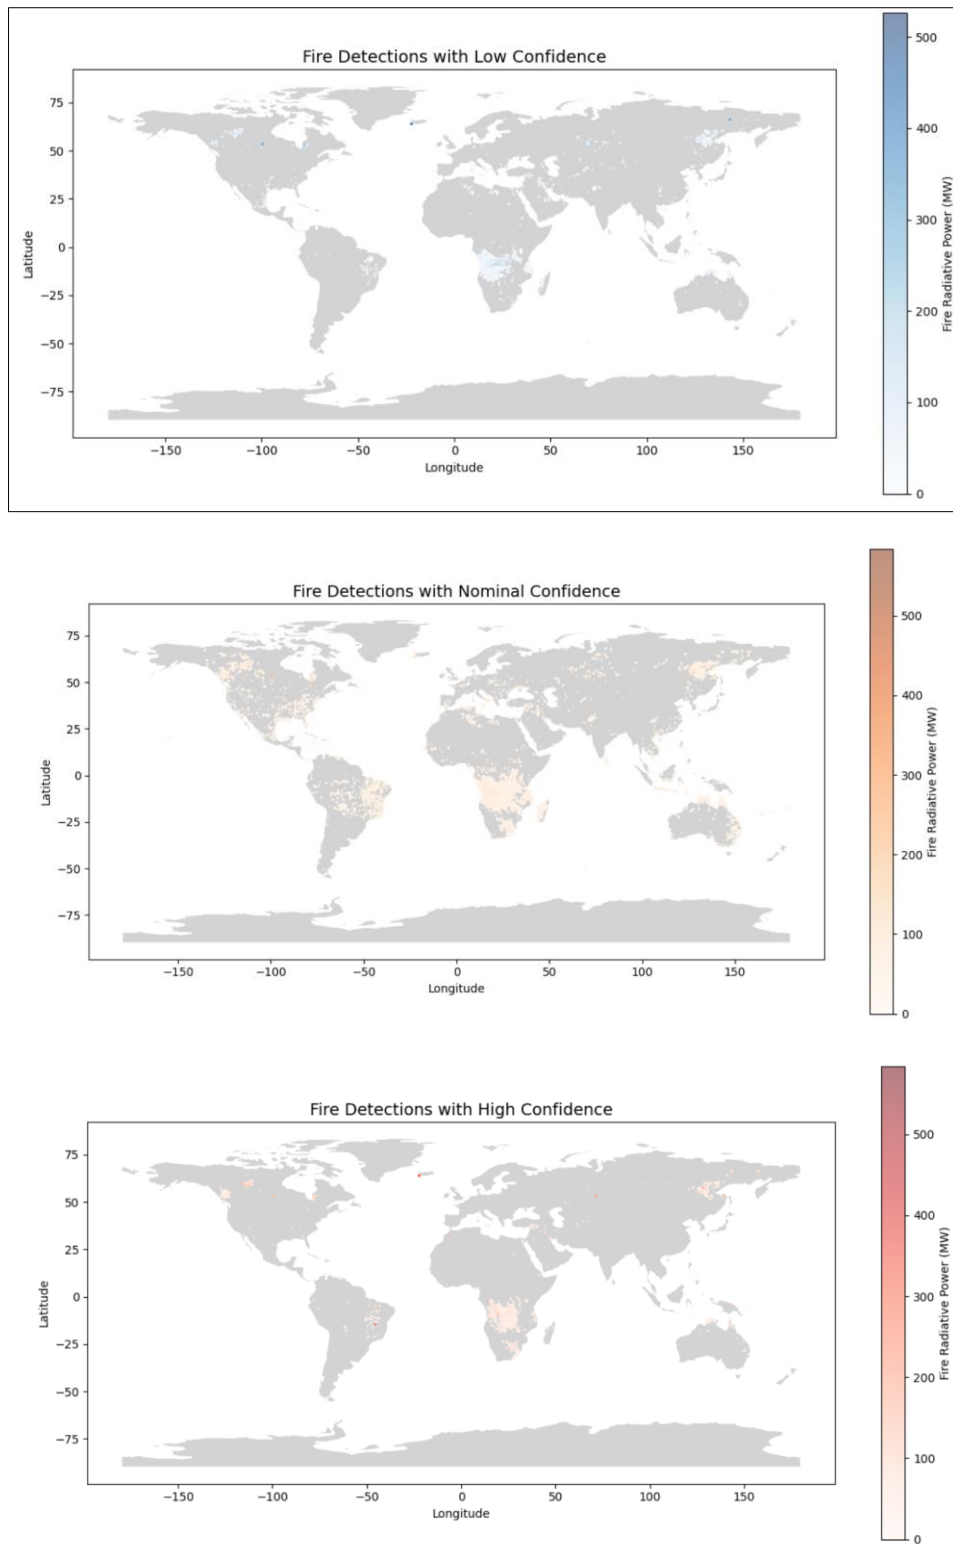 Fire Detections with Low Confidence
75
50
25
0
−25
−50
−75
Latitude
−150 −100 −50 0 50 100 150
Longitude
500
400
300
200
100
0
Fire Radiative Power (MW)
Fire Detections with Nominal Confidence
75
50
25
0
−25
−50
−75
Latitude
−150 −100 −50 0 50 100 150
Longitude
500
400
300
200
100
0
Fire Radiative Power (MW)
Fire Detections with High Confidence
75
50
25
0
−25
−50
−75
Latitude
−150 −100 −50 0 50 100 150
Longitude
500
400
300
200
100
0
Fire Radiative Power (MW)